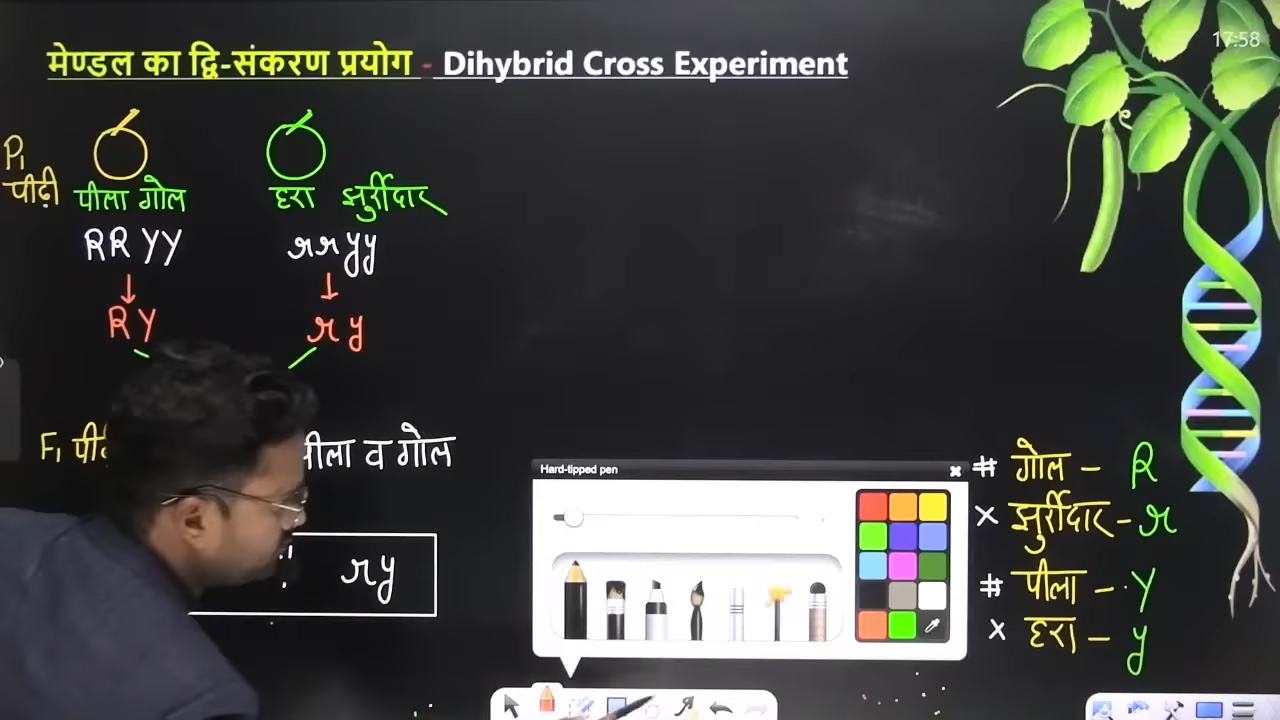 17:58
मेण्डल का द्वि-संकरण प्रयोग - Dihybrid Cross Experiment
P₁
पीढ़ी पीला गोल हरा झुर्रीदार
RR YY rr yy
RY ry
F₁ पीला व गोल
ry
Hard-tipped pen
# गोल - R
× झुर्रीदार - r
# पीला - Y
× हरा - y